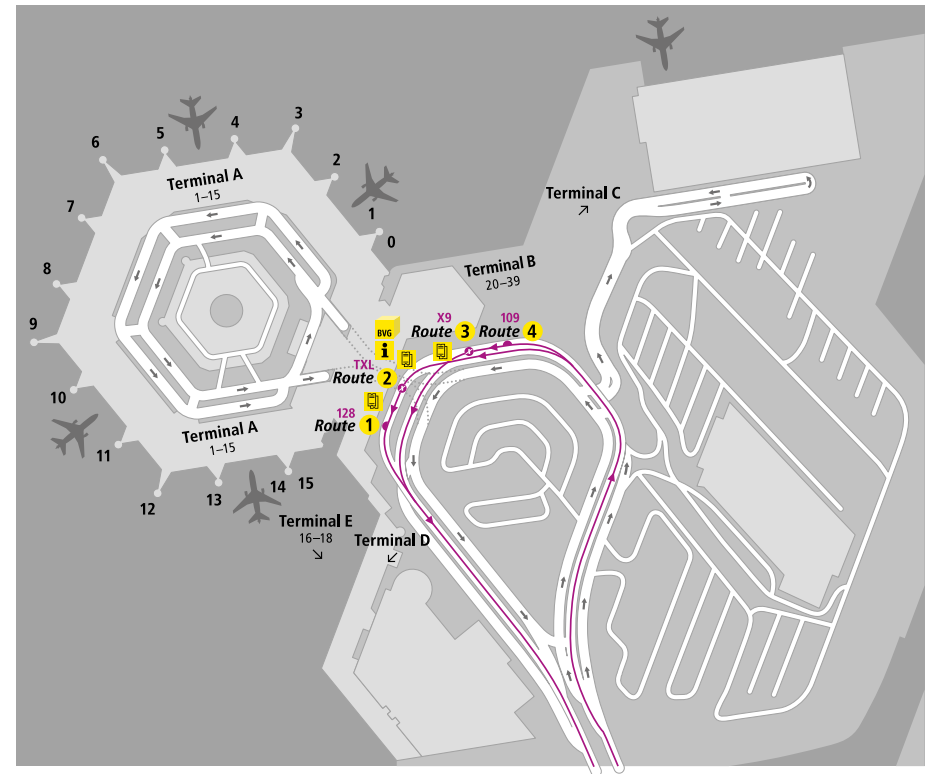 3
4
5
6
2
Terminal A
1–15
Terminal C
↗
7
1
0
Terminal B
20–39
8
X9
109
Route 3
Route 4
BVG
i
9
TXL
Route 2
10
128
Route 1
11
Terminal A
1–15
12
13
14
15
Terminal E
16–18
↘
Terminal D
↙